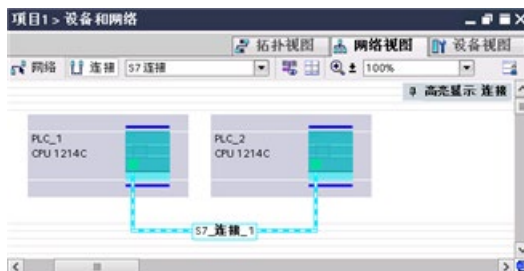 项目1 > 设备和网络
拓扑视图 网络视图 设备视图
网络 连接 S7连接 100%
高亮显示 连接
PLC_1
CPU 1214C
PLC_2
CPU 1214C
S7_连接_1